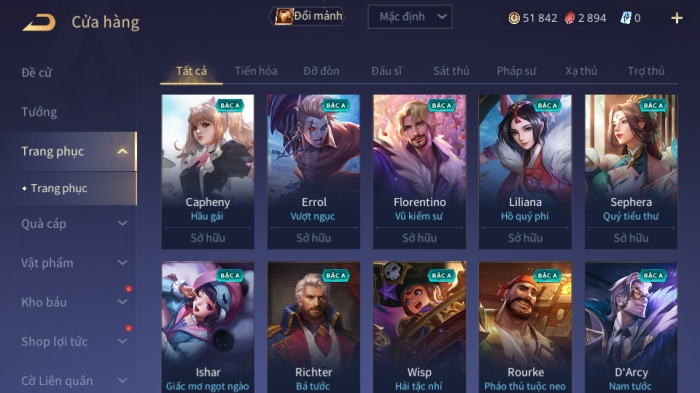 Cửa hàng
Đổi mảnh
Mặc định
51 842
2 894
0
Đề cử
Tướng
Trang phục
Trang phục
Quà cáp
Vật phẩm
Kho báu
Shop lợi tức
Cờ Liên quân
Tất cả Tiến hóa Đỡ đòn Đấu sĩ Sát thủ Pháp sư Xạ thủ Trợ thủ
BẬC A BẬC A BẬC A BẬC A BẬC A
Capheny Errol Florentino Liliana Sephera
Hầu gái Vượt ngục Vũ kiếm sư Hồ quý phi Quý tiểu thư
Sở hữu Sở hữu Sở hữu Sở hữu Sở hữu
BẬC A BẬC A BẬC A BẬC A BẬC A
Ishar Richter Wisp Rourke D'Arcy
Giấc mơ ngọt ngào Bá tước Hải tặc nhí Pháo thủ tuộc neo Nam tước